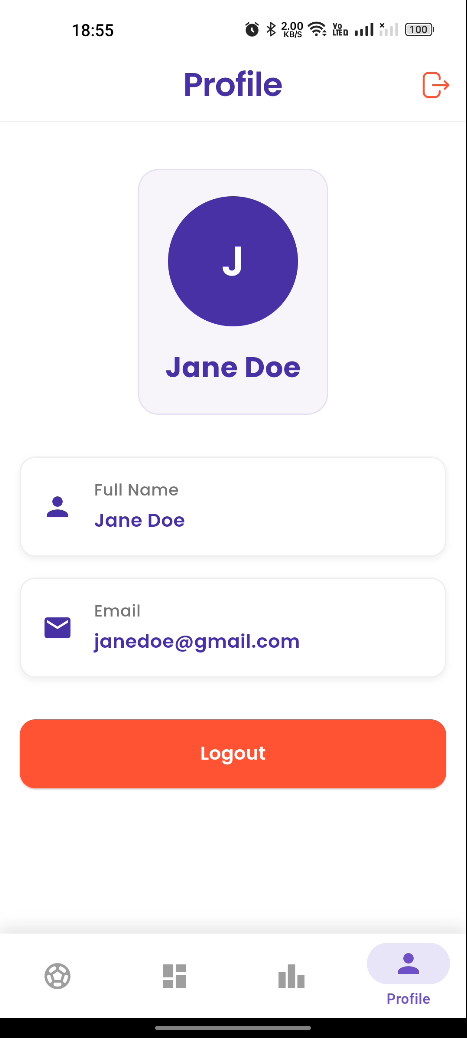 18:55
2.00
KB/S
Vo
LTED
100
Profile
J
Jane Doe
Full Name
Jane Doe
Email
janedoe@gmail.com
Logout
Profile